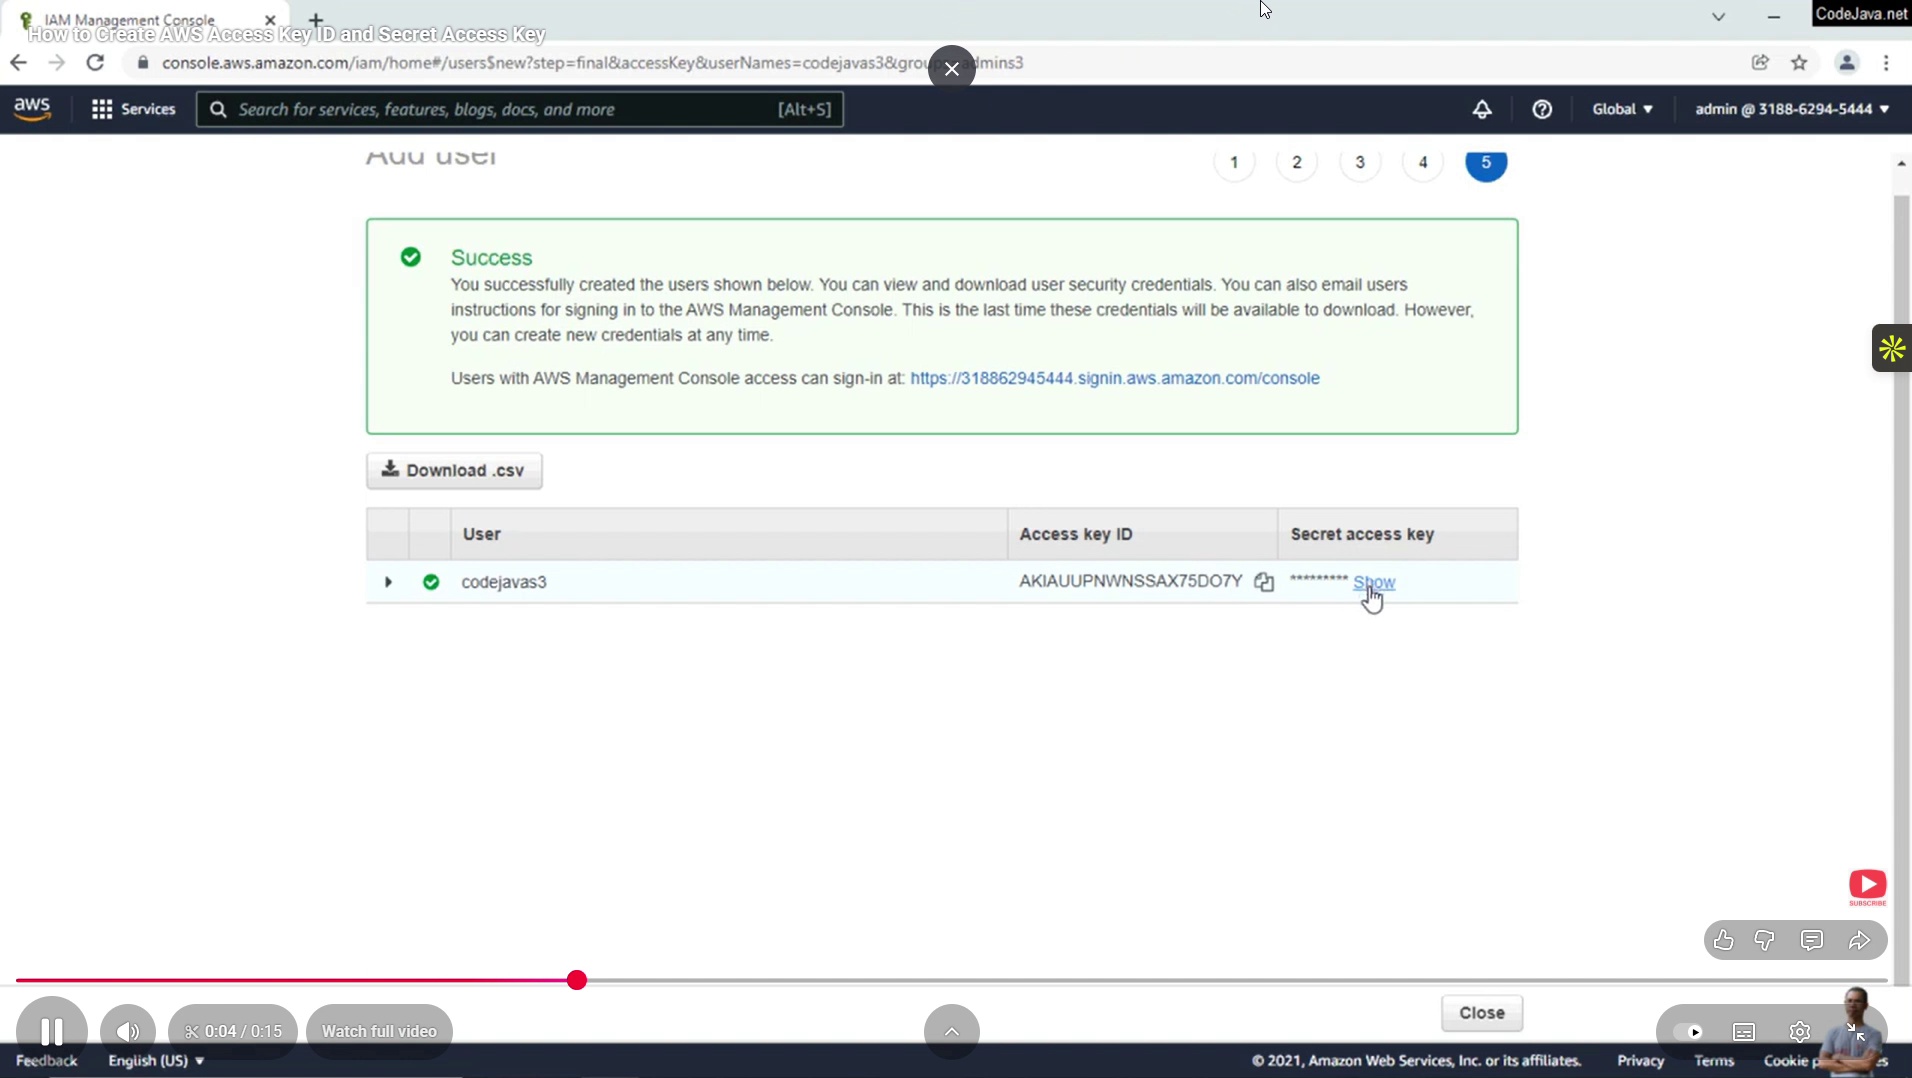 IAM Management Console
CodeJava.net
How to Create AWS Access Key ID and Secret Access Key
console.aws.amazon.com/iam/home#/users$new?step=final&accessKey&userNames=codejavas3&grou dmins3
aws
Services
Search for services, features, blogs, docs, and more
[Alt+S]
Global
admin @ 3188-6294-5444
Add user
1 2 3 4 5
Success
You successfully created the users shown below. You can view and download user security credentials. You can also email users
instructions for signing in to the AWS Management Console. This is the last time these credentials will be available to download. However,
you can create new credentials at any time.
Users with AWS Management Console access can sign-in at: https://318862945444.signin.aws.amazon.com/console
Download .csv
User Access key ID Secret access key
codejavas3 AKIAUUPNWNSSAX75DO7Y ********* Show
SUBSCRIBE
0:04 / 0:15
Watch full video
Close
Feedback English (US)
© 2021, Amazon Web Services, Inc. or its affiliates. Privacy Terms Cookie